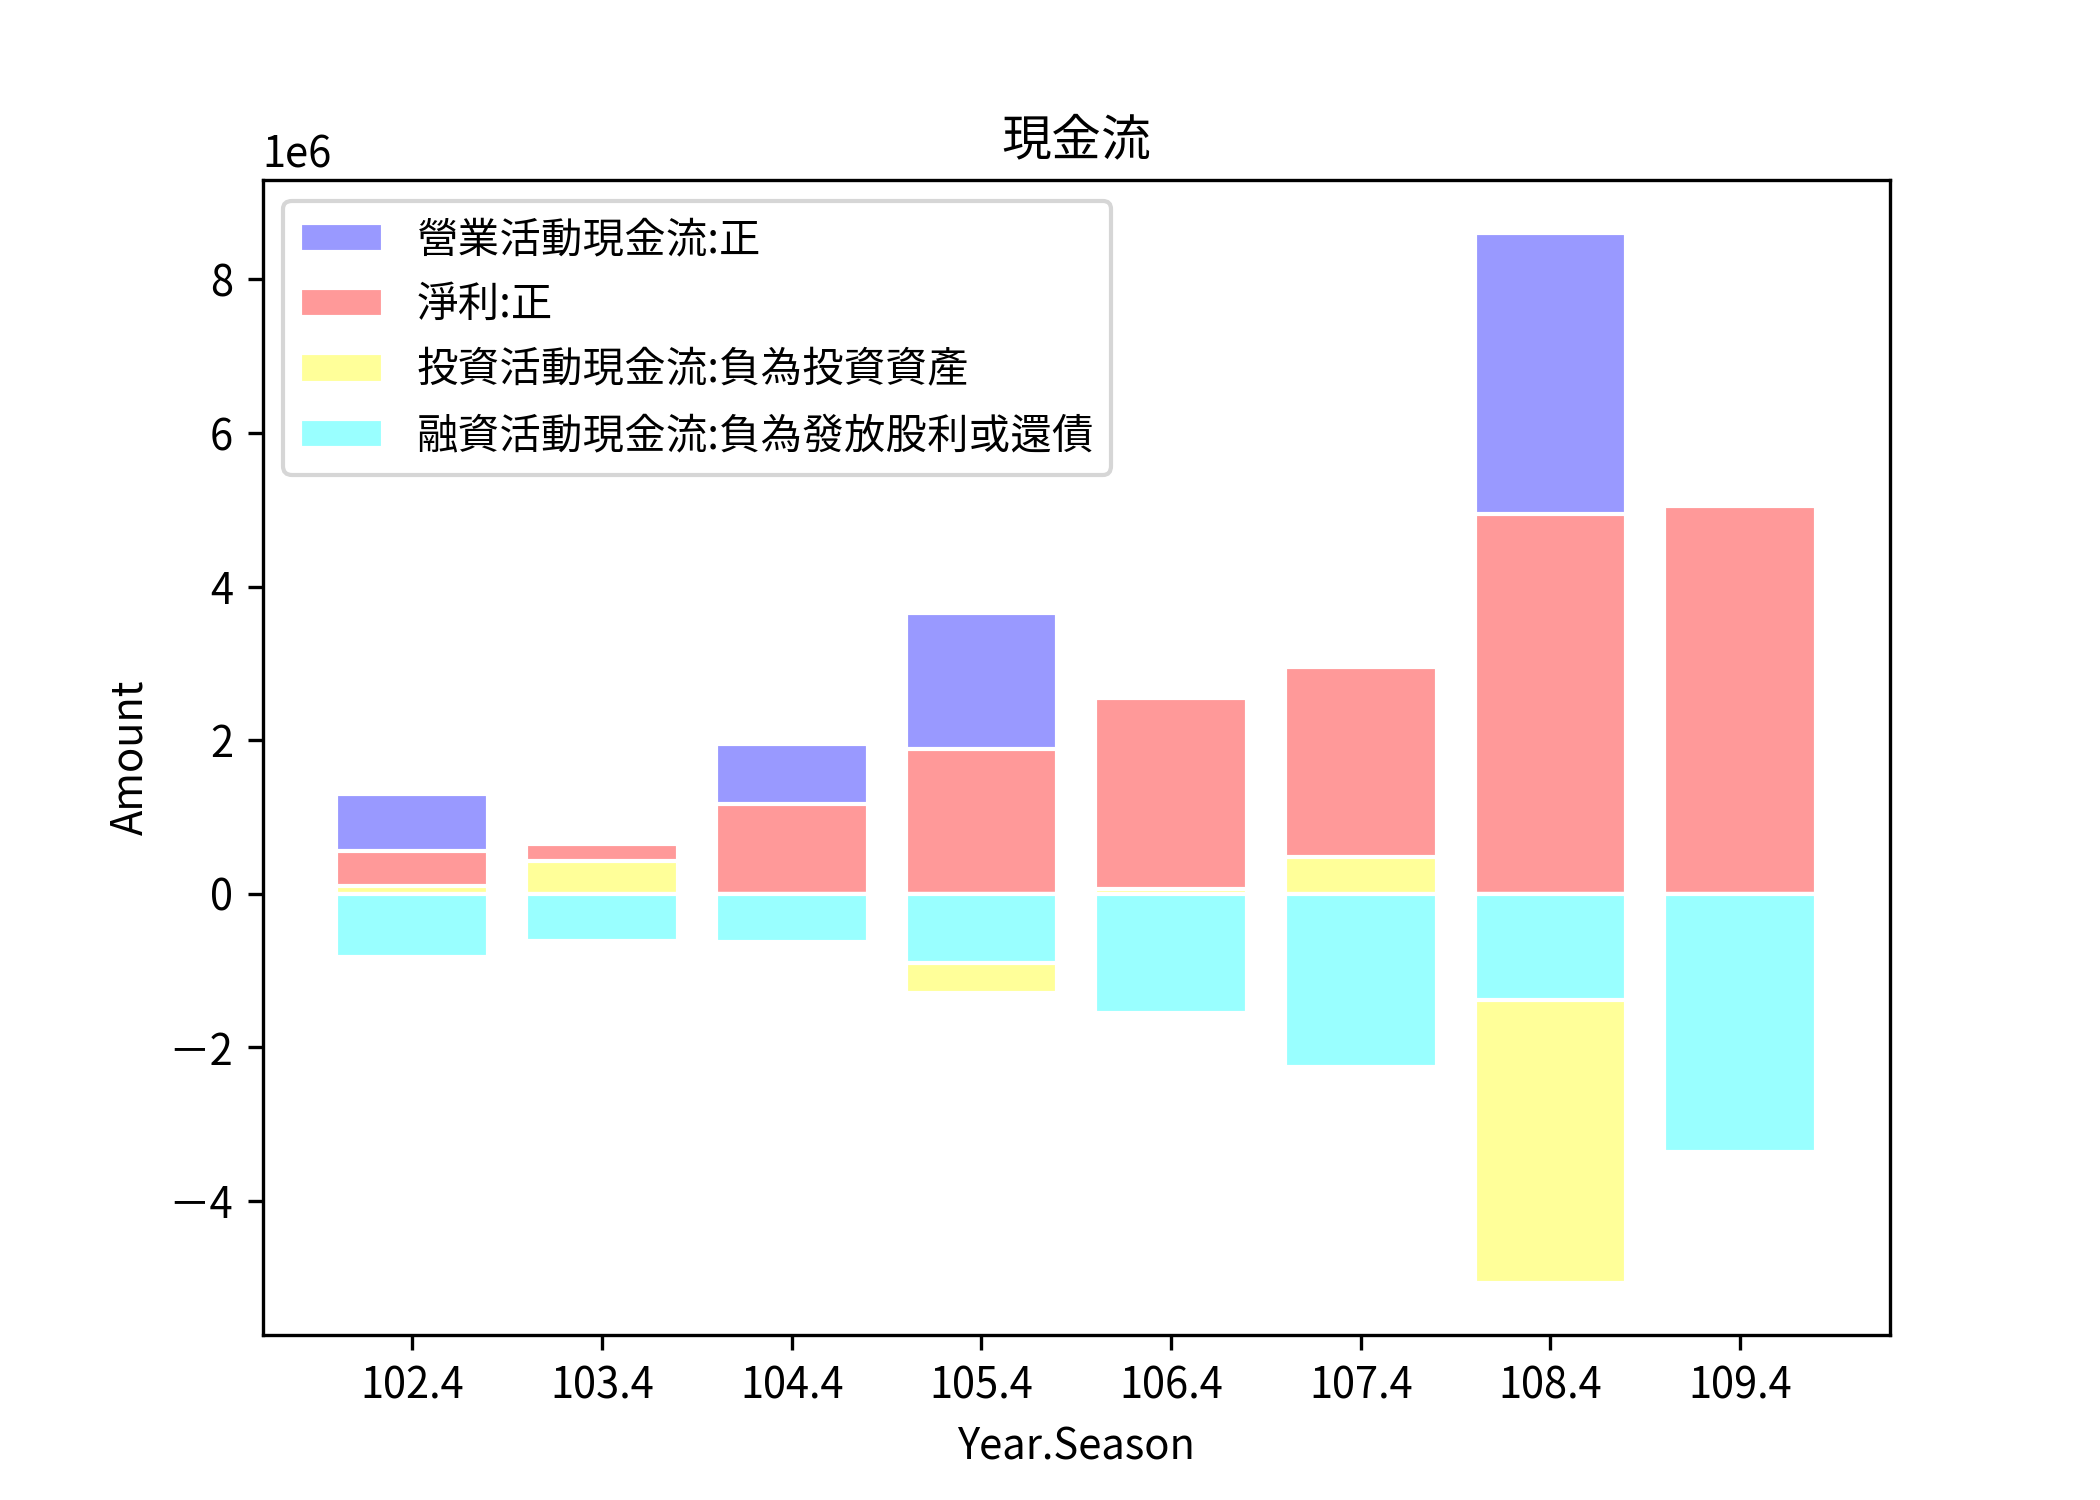 現金流
1e6
營業活動現金流:正
淨利:正
投資活動現金流:負為投資資產
融資活動現金流:負為發放股利或還債
8
6
4
2
0
−2
−4
Amount
102.4 103.4 104.4 105.4 106.4 107.4 108.4 109.4
Year.Season